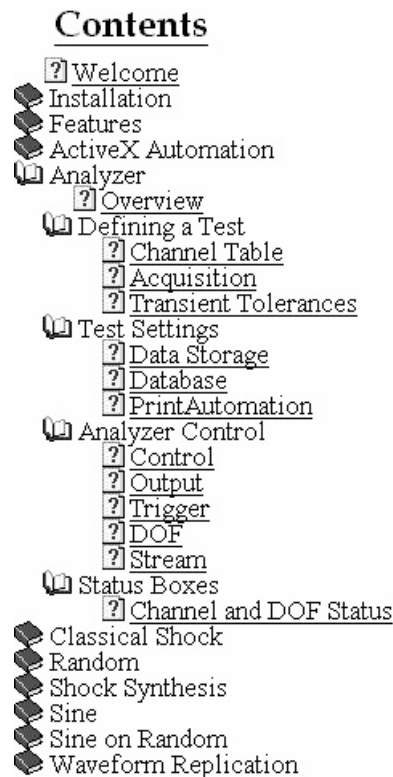 Contents
Welcome
Installation
Features
ActiveX Automation
Analyzer
Overview
Defining a Test
Channel Table
Acquisition
Transient Tolerances
Test Settings
Data Storage
Database
PrintAutomation
Analyzer Control
Control
Output
Trigger
DOF
Stream
Status Boxes
Channel and DOF Status
Classical Shock
Random
Shock Synthesis
Sine
Sine on Random
Waveform Replication